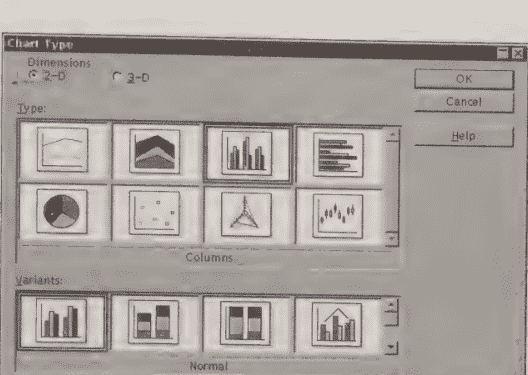 Chart Type
Dimensions
2-D
3-D
OK
Cancel
Help
Type:
Columns
Variants:
Normal